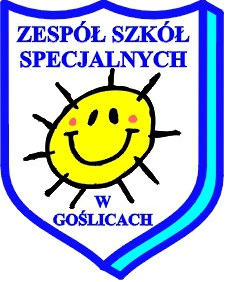 ZESPÓŁ SZKÓŁ
SPECJALNYCH
W
GOŚLICACH